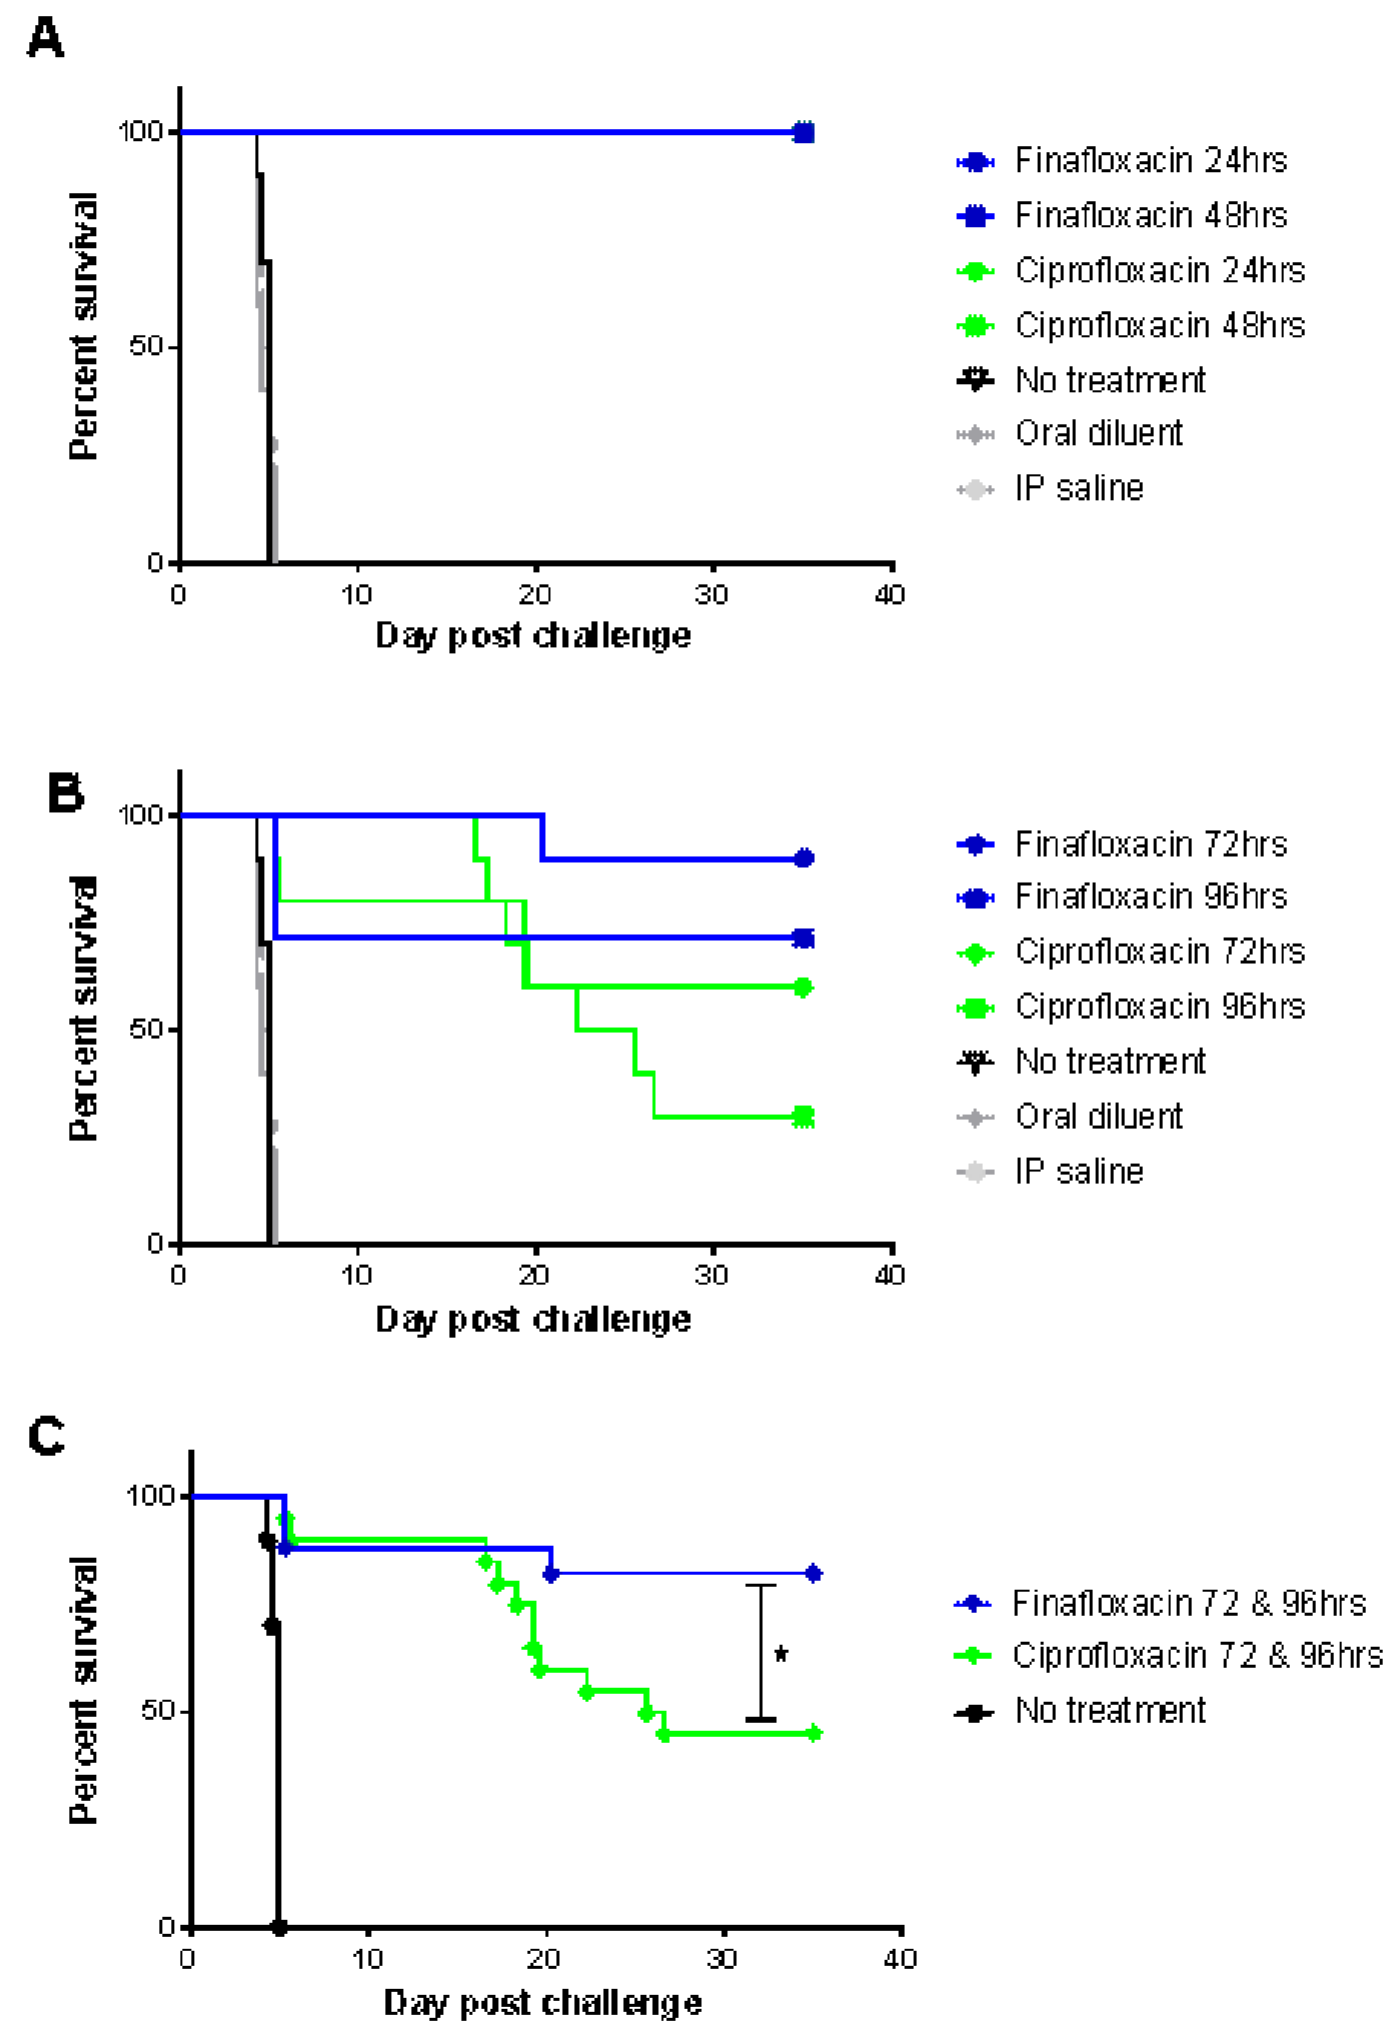 A
Percent survival
100
50
0
0 10 20 30 40
Day post challenge
Finafloxacin 24hrs
Finafloxacin 48hrs
Ciprofloxacin 24hrs
Ciprofloxacin 48hrs
No treatment
Oral diluent
IP saline
B
Percent survival
100
50
0
0 10 20 30 40
Day post challenge
Finafloxacin 72hrs
Finafloxacin 96hrs
Ciprofloxacin 72hrs
Ciprofloxacin 96hrs
No treatment
Oral diluent
IP saline
C
Percent survival
100
50
0
0 10 20 30 40
Day post challenge
*
Finafloxacin 72 & 96hrs
Ciprofloxacin 72 & 96hrs
No treatment